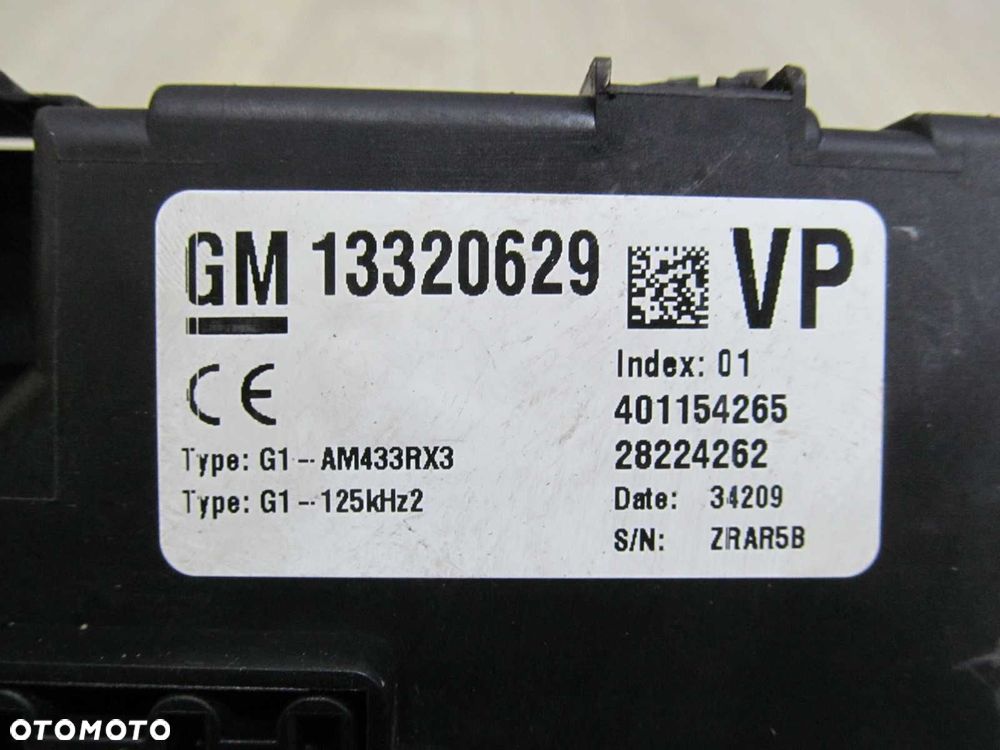 GM 13320629 VP
Index: 01
401154265
Type: G1--AM433RX3 28224262
Type: G1--125kHz2 Date: 34209
S/N: ZRAR5B
CE
OTOMOTO